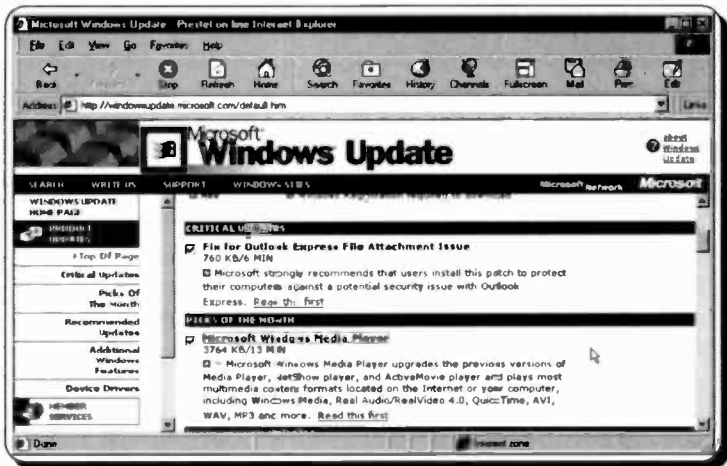 Microsoft Windows Update - Prestel on line Internet Explorer
File Edit View Go Favorites Help
Back Stop Refresh Home Search Favorites History Channels Fullscreen Mail Print Edit
Address http://windowsupdate.microsoft.com/default.htm Links
Microsoft
Windows Update
about
Windows
Update
SEARCH WRITE US SUPPORT WINDOWS SITES Microsoft Network Microsoft
WINDOWS UPDATE
HOME PAGE
PRODUCT
UPDATES
Top Of Page
Critical Updates
Picks Of
The Month
Recommended
Updates
Additional
Windows
Features
Device Drivers
MEMBER
SERVICES
CRITICAL UPDATES
Fix for Outlook Express File Attachment Issue
760 KB/6 MIN
Microsoft strongly recommends that users install this patch to protect
their computers against a potential security issue with Outlook
Express. Read this first
PICKS OF THE MONTH
Microsoft Windows Media Player
3764 KB/13 MIN
Microsoft Windows Media Player upgrades the previous versions of
Media Player, NetShow player, and ActiveMovie player and plays most
multimedia content formats located on the Internet or your computer,
including Windows Media, Real Audio/RealVideo 4.0, QuickTime, AVI,
WAV, MP3 and more. Read this first
Done Internet zone